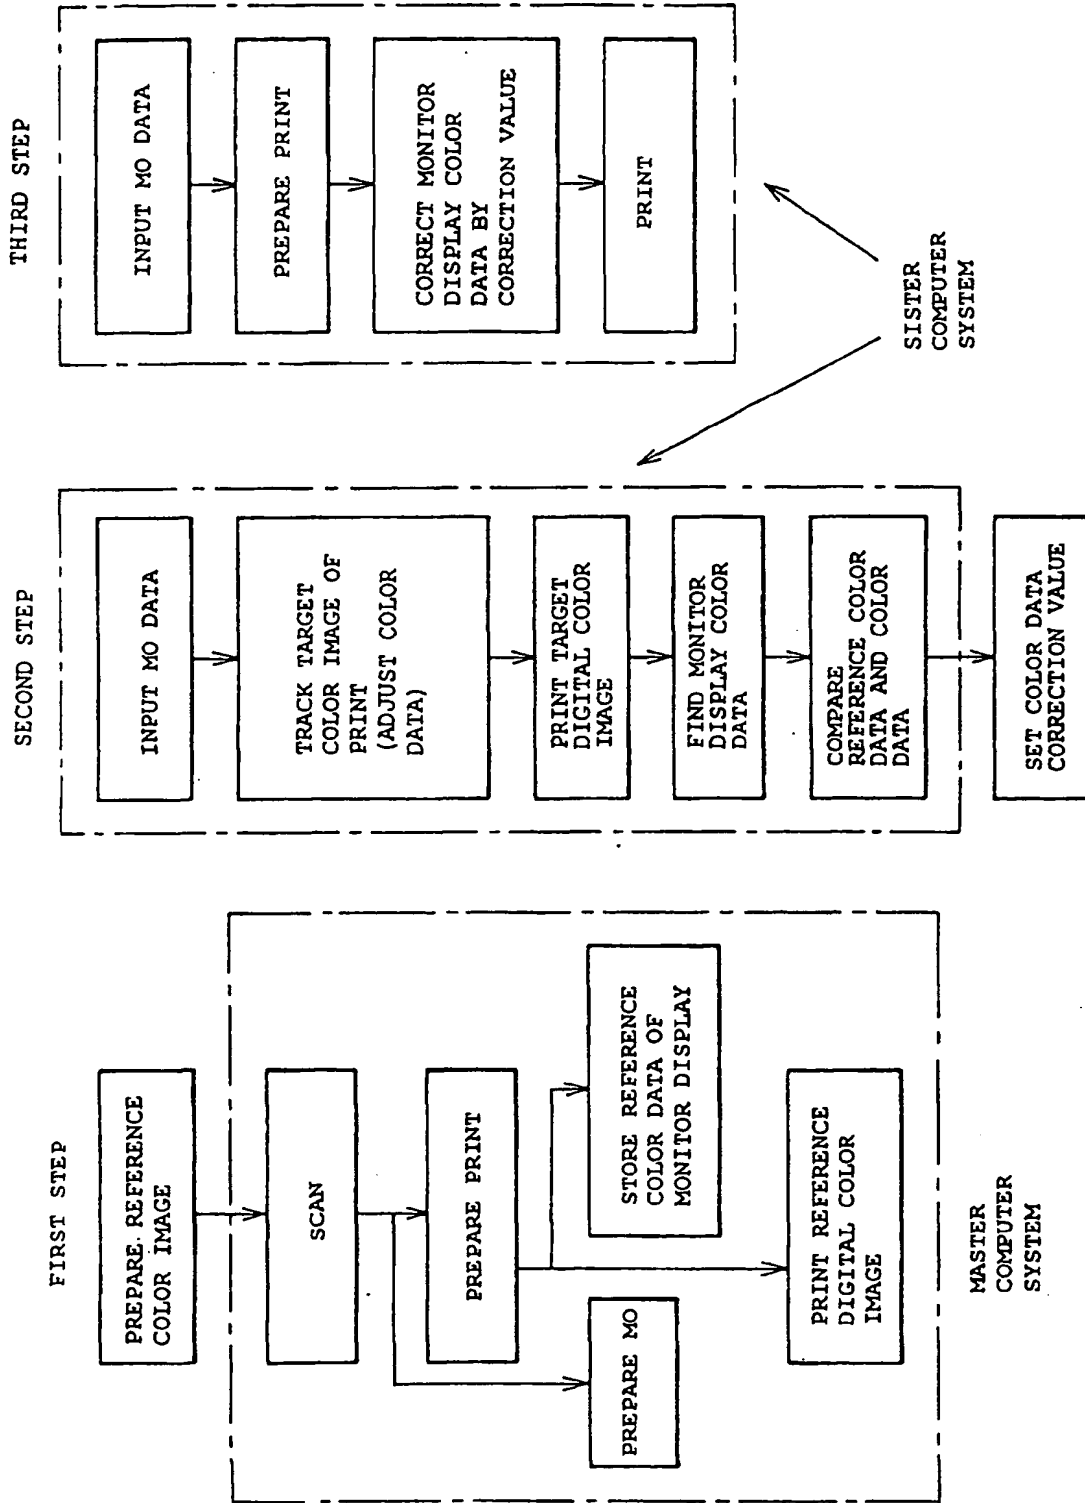 FIRST STEP
PREPARE REFERENCE
COLOR IMAGE
SCAN
PREPARE PRINT
PREPARE MO
STORE REFERENCE
COLOR DATA OF
MONITOR DISPLAY
PRINT REFERENCE
DIGITAL COLOR
IMAGE
MASTER
COMPUTER
SYSTEM
SECOND STEP
INPUT MO DATA
TRACK TARGET
COLOR IMAGE OF
PRINT
(ADJUST COLOR
DATA)
PRINT TARGET
DIGITAL COLOR
IMAGE
FIND MONITOR
DISPLAY COLOR
DATA
COMPARE
REFERENCE COLOR
DATA AND COLOR
DATA
SET COLOR DATA
CORRECTION VALUE
THIRD STEP
INPUT MO DATA
PREPARE PRINT
CORRECT MONITOR
DISPLAY COLOR
DATA BY
CORRECTION VALUE
PRINT
SISTER
COMPUTER
SYSTEM